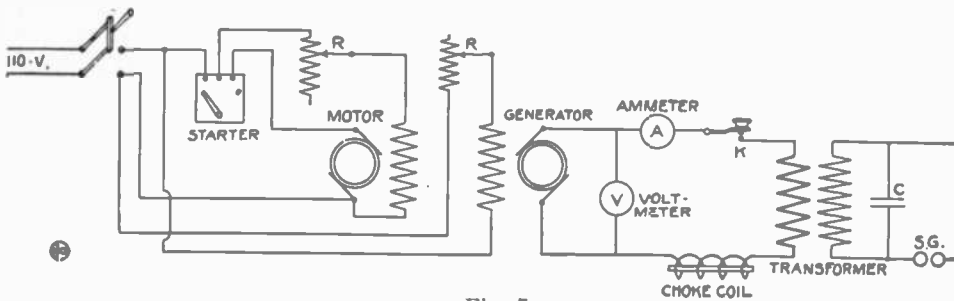 110-V.
STARTER
R
MOTOR
R
GENERATOR
AMMETER
A
K
V
VOLT-
METER
CHOKE COIL
TRANSFORMER
C
S.G.